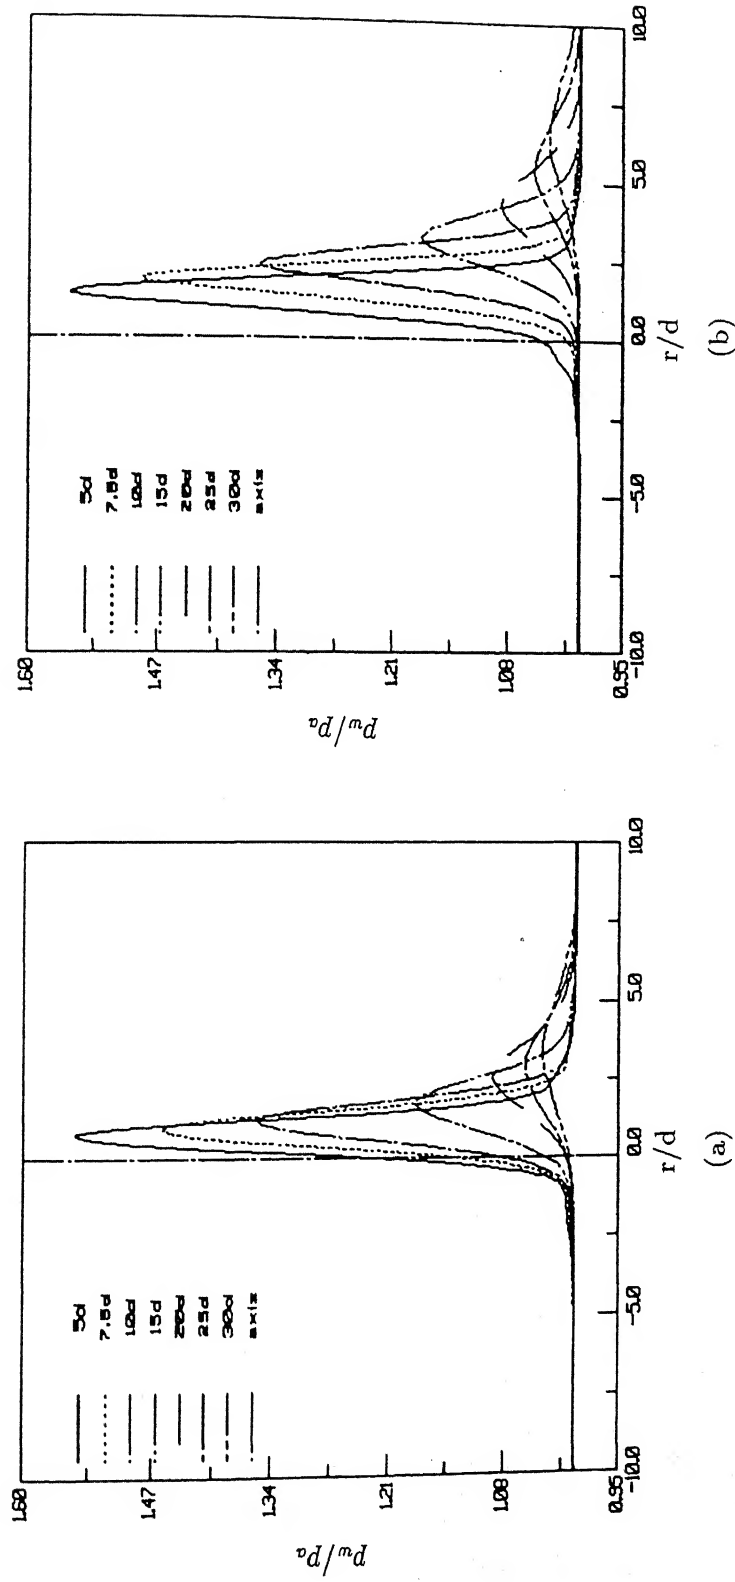 1.60
1.47
1.34
1.21
1.08
0.95
p_w/p_a
5d
7.5d
10d
15d
20d
25d
30d
axis
-10.0
-5.0
0.0
5.0
10.0
r/d
(a)
1.60
1.47
1.34
1.21
1.08
0.95
p_w/p_a
5d
7.5d
10d
15d
20d
25d
30d
axis
-10.0
-5.0
0.0
5.0
10.0
r/d
(b)